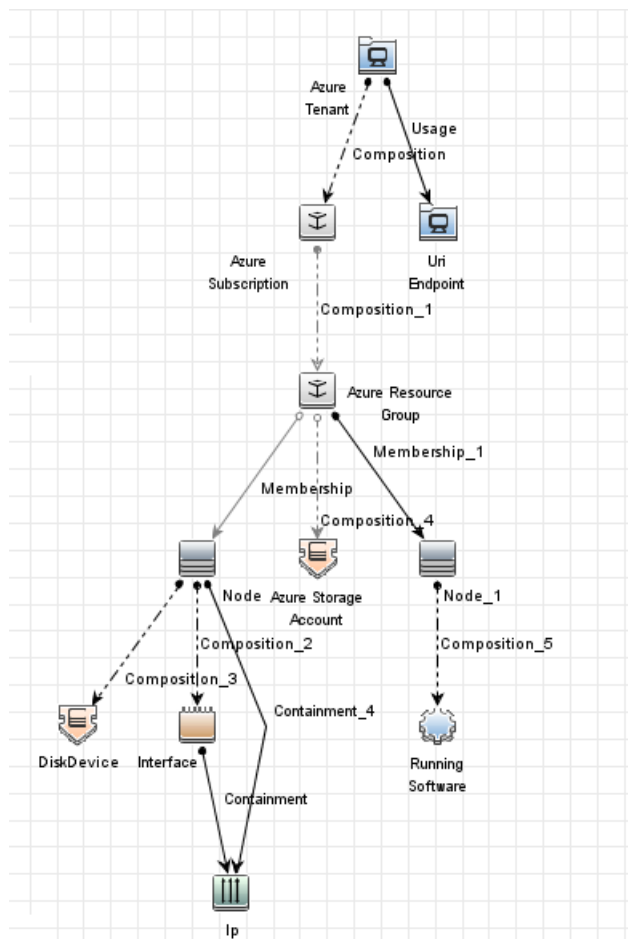 Azure
Tenant
Usage
Composition
Azure
Subscription
Uri
Endpoint
Composition_1
Azure Resource
Group
Membership_1
Membership
Composition_4
Node
Azure Storage
Account
Node_1
Composition_2
Composition_5
Composition_3
Containment_4
DiskDevice
Interface
Running
Software
Containment
Ip